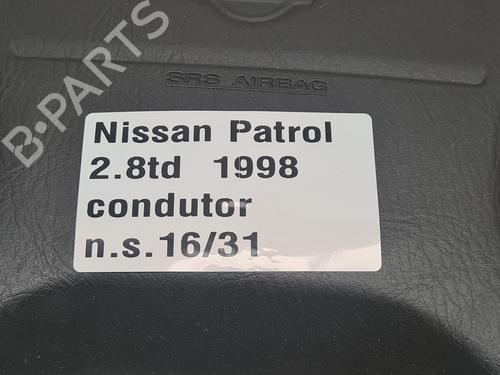 SRS AIRBAG
B-PARTS
Nissan Patrol
2.8td 1998
condutor
n.s.16/31